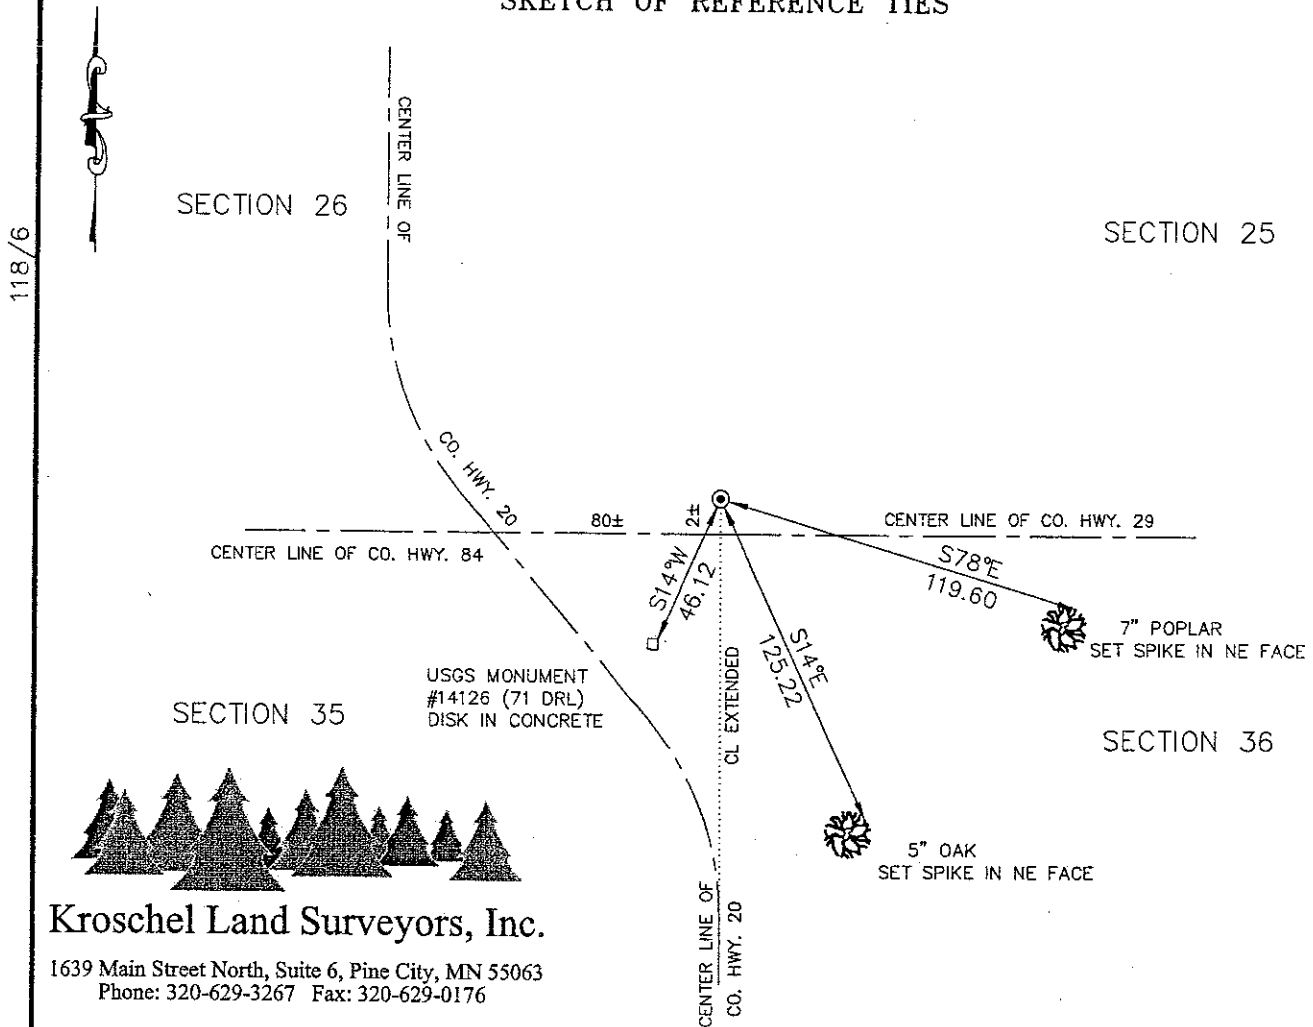 SKETCH OF REFERENCE TIES
118/6
CENTER LINE OF
SECTION 26
SECTION 25
CO. HWY. 20
80±
2±
CENTER LINE OF CO. HWY. 29
CENTER LINE OF CO. HWY. 84
S14°W
46.12
S78°E
119.60
S14°E
125.22
7" POPLAR
SET SPIKE IN NE FACE
USGS MONUMENT
#14126 (71 DRL)
DISK IN CONCRETE
CL EXTENDED
SECTION 35
SECTION 36
5" OAK
SET SPIKE IN NE FACE
CENTER LINE OF
CO. HWY. 20
Kroschel Land Surveyors, Inc.
1639 Main Street North, Suite 6, Pine City, MN 55063
Phone: 320-629-3267 Fax: 320-629-0176